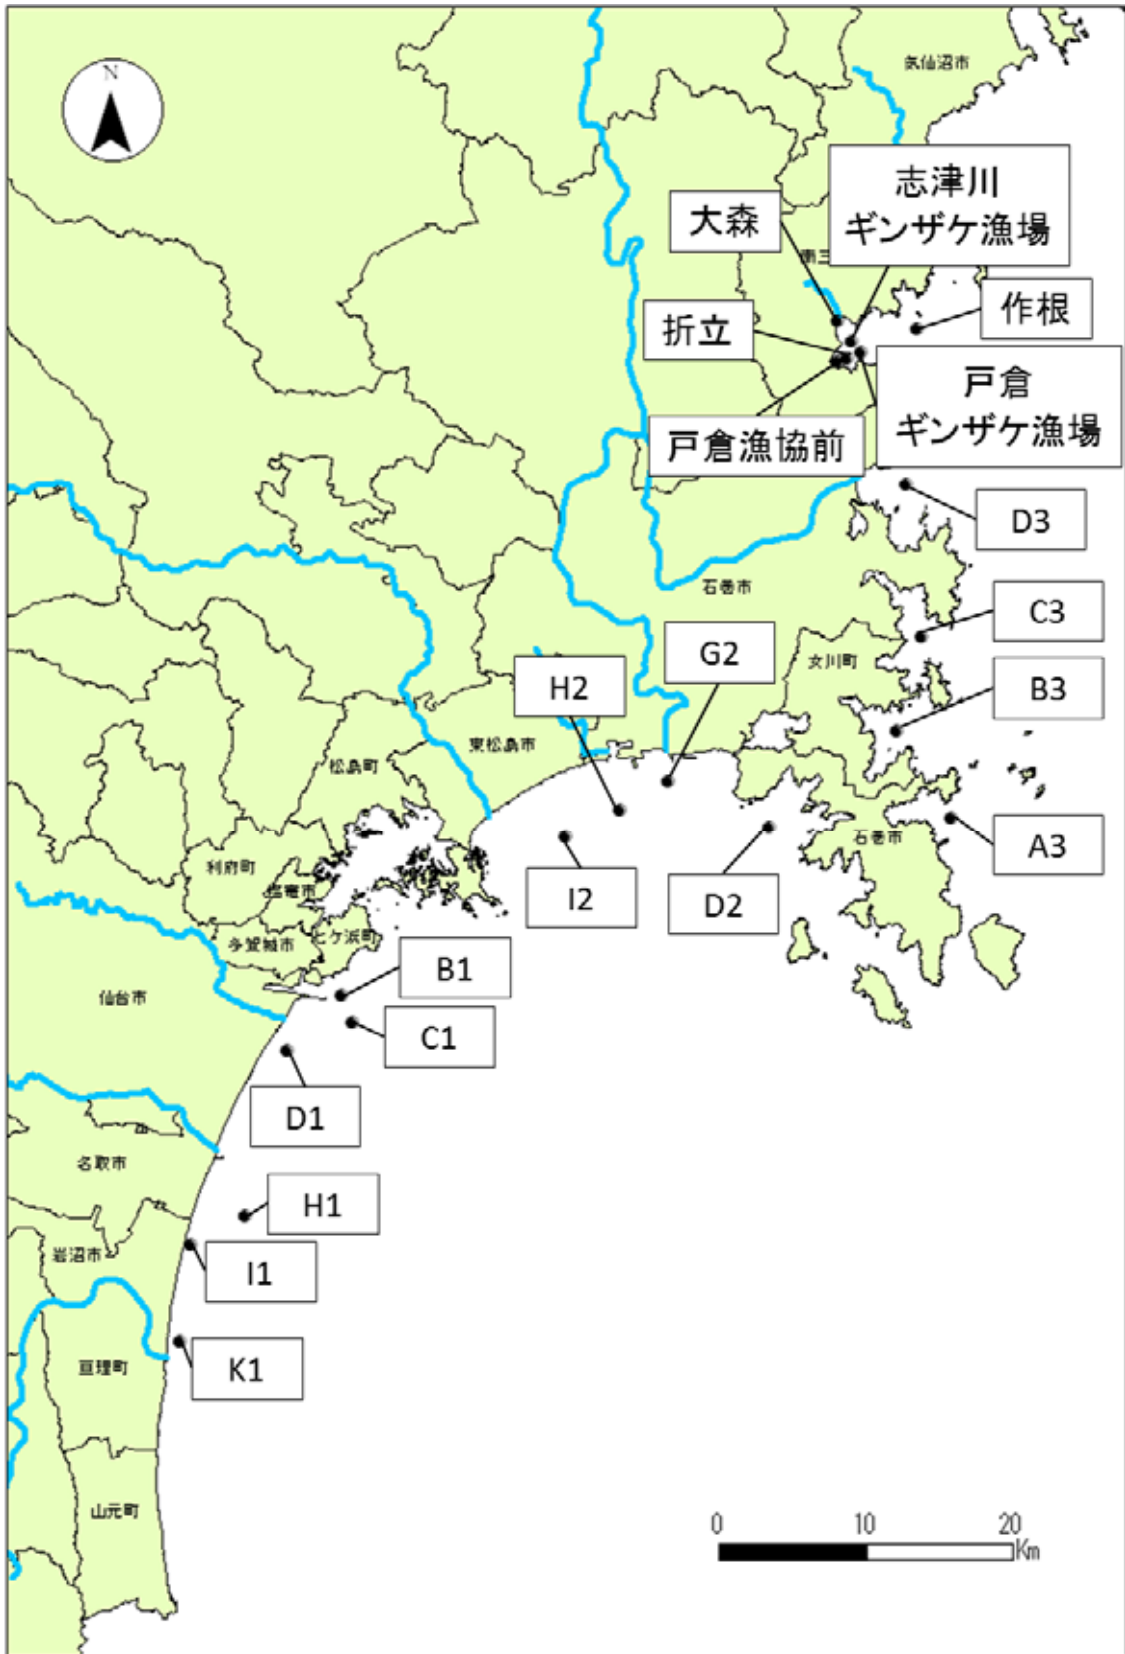 N
気仙沼市
志津川
ギンザケ漁場
大森
南三
作根
折立
戸倉
ギンザケ漁場
戸倉漁協前
D3
石巻市
C3
女川町
G2
H2
B3
東松島市
松島町
A3
石巻市
利府町
塩竈市
I2
D2
多賀城市
七ケ浜町
B1
仙台市
C1
D1
名取市
H1
岩沼市
I1
亘理町
K1
山元町
0 10 20
Km